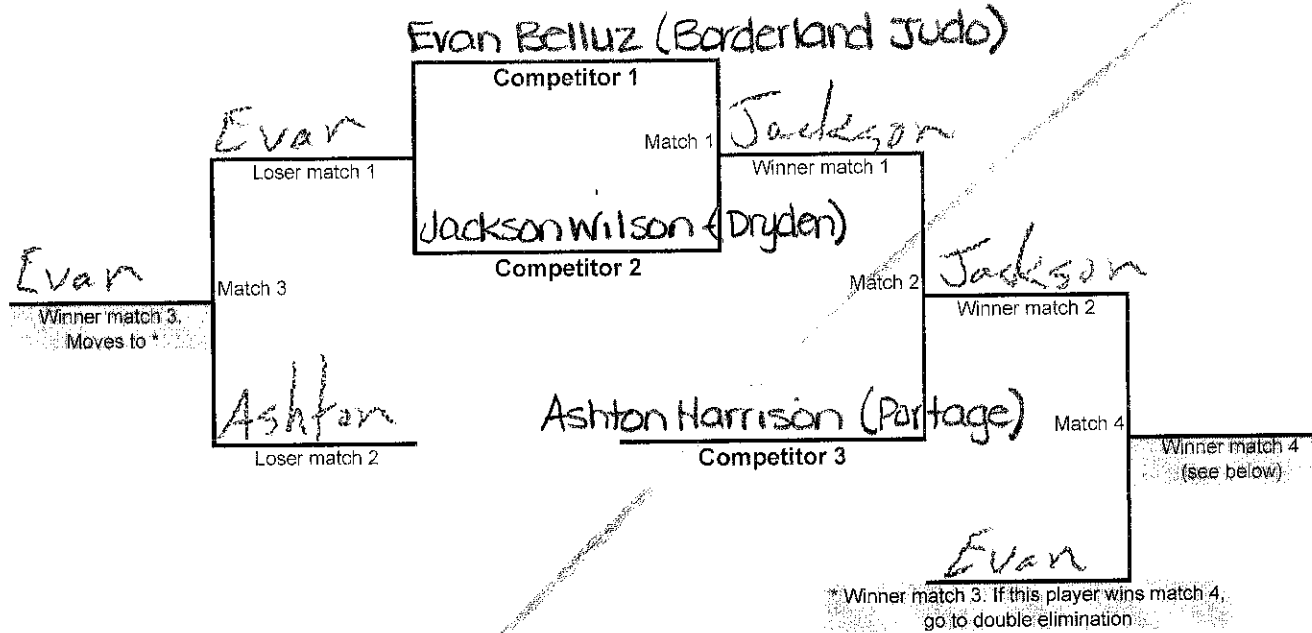 Evan Belluz (Borderland Judo)
Competitor 1
Evan
Match 1
Jackson
Loser match 1
Winner match 1
Jackson Wilson (Dryden)
Competitor 2
Evan
Match 3
Match 2
Jackson
Winner match 3.
Moves to *
Winner match 2
Ashton
Ashton Harrison (Portage)
Match 4
Loser match 2
Competitor 3
Winner match 4
(see below)
Evan
* Winner match 3. If this player wins match 4,
go to double elimination